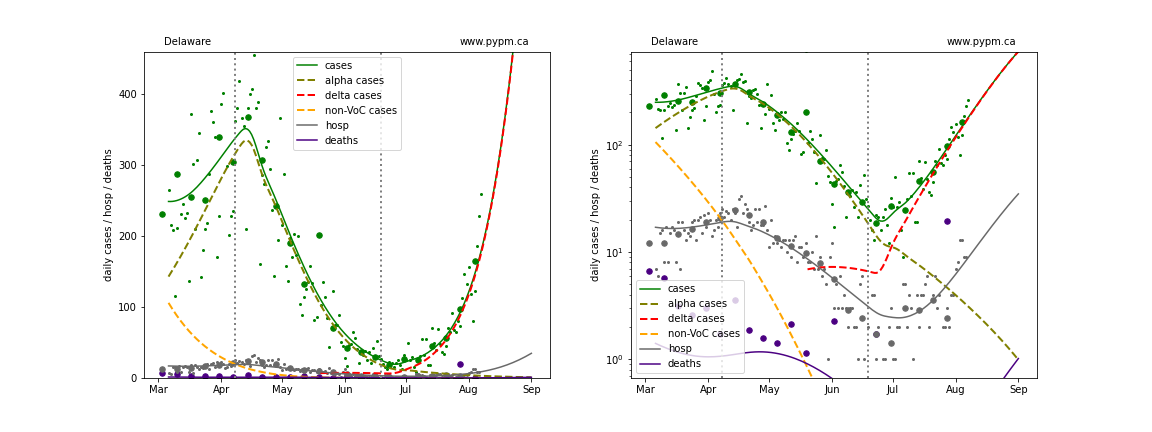 Delaware www.pypm.ca
daily cases / hosp / deaths
400
300
200
100
0
cases
alpha cases
delta cases
non-VoC cases
hosp
deaths
Mar Apr May Jun Jul Aug Sep
Delaware www.pypm.ca
daily cases / hosp / deaths
10²
10¹
10⁰
cases
alpha cases
delta cases
non-VoC cases
hosp
deaths
Mar Apr May Jun Jul Aug Sep